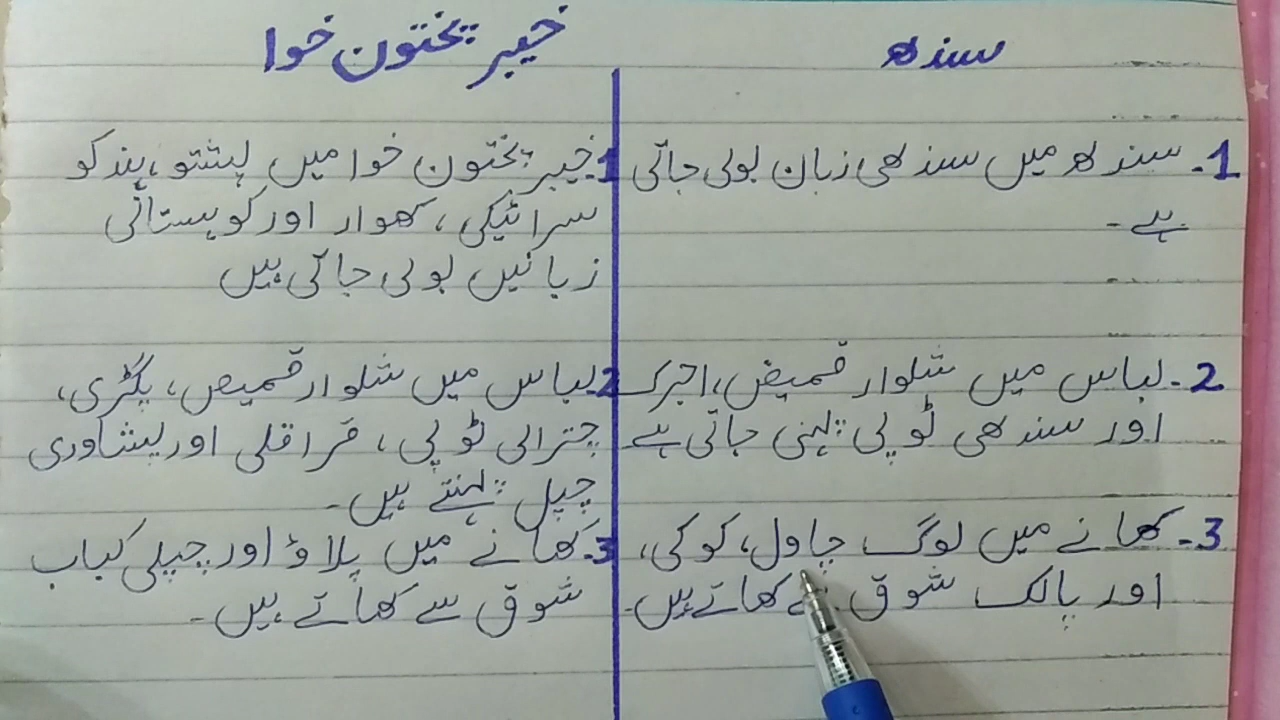 سندھ
1۔ سندھ میں سندھی زبان بولی جاتی
ہے۔
2۔ لباس میں شلوار قمیض، اجرک
اور سندھی ٹوپی پہنی جاتی ہے
3۔ کھانے میں لوگ چاول، کوکی،
اور پالک شوق سے کھاتے ہیں۔
خیبر پختون خوا
1۔ خیبر پختون خوا میں پشتو، ہندکو
سرائیکی، کھوار اور کوہستانی
زبانیں بولی جاتی ہیں
2۔ لباس میں شلوار قمیص، پگڑی،
چترالی ٹوپی، قراقلی اور پشاوری
چپل پہنتے ہیں۔
3۔ کھانے میں پلاؤ اور چپلی کباب
شوق سے کھاتے ہیں۔